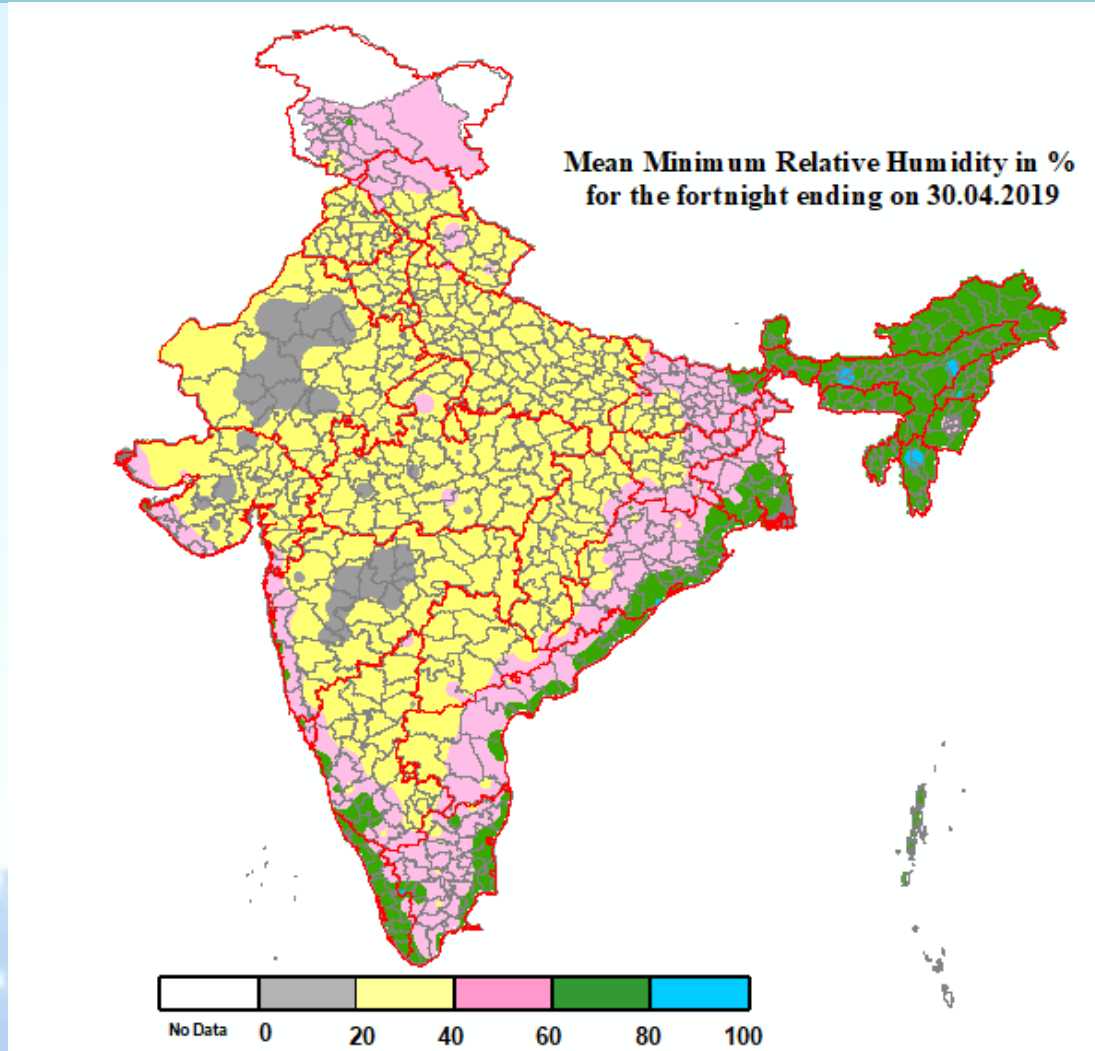 Mean Minimum Relative Humidity in %
for the fortnight ending on 30.04.2019
No Data 0 20 40 60 80 100